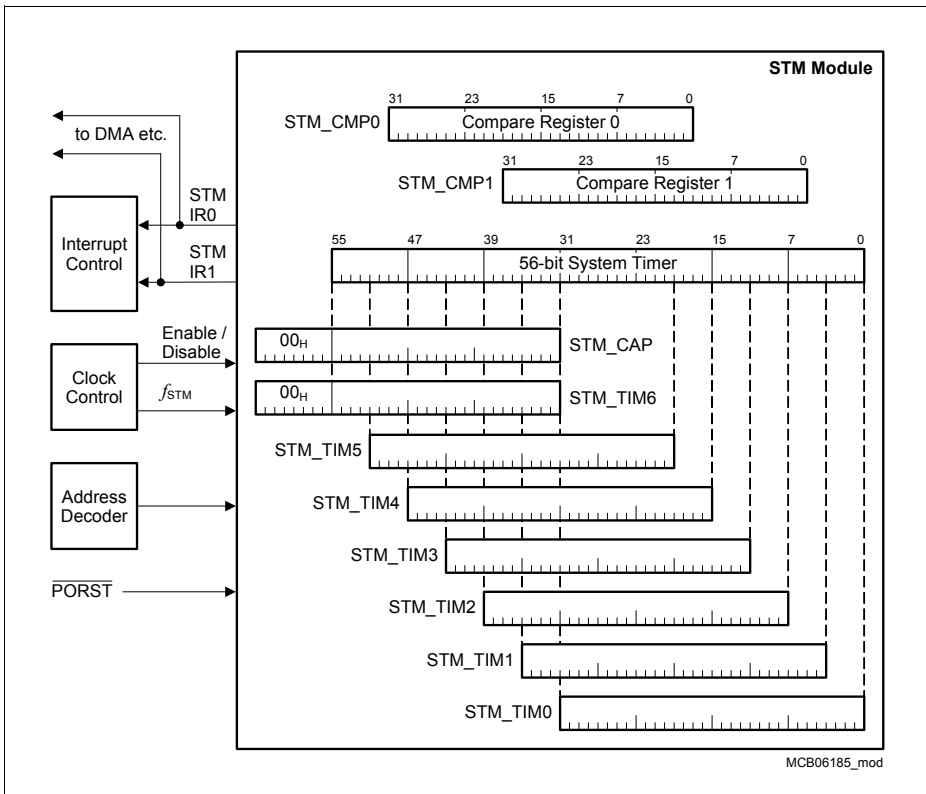 STM Module
31 23 15 7 0
STM_CMP0 Compare Register 0
to DMA etc.
31 23 15 7 0
STM_CMP1 Compare Register 1
STM
IR0
Interrupt
Control
STM
IR1
55 47 39 31 23 15 7 0
56-bit System Timer
Enable /
Disable
00H STM_CAP
Clock
Control
fSTM
00H STM_TIM6
STM_TIM5
Address
Decoder
STM_TIM4
STM_TIM3
PORST
STM_TIM2
STM_TIM1
STM_TIM0
MCB06185_mod